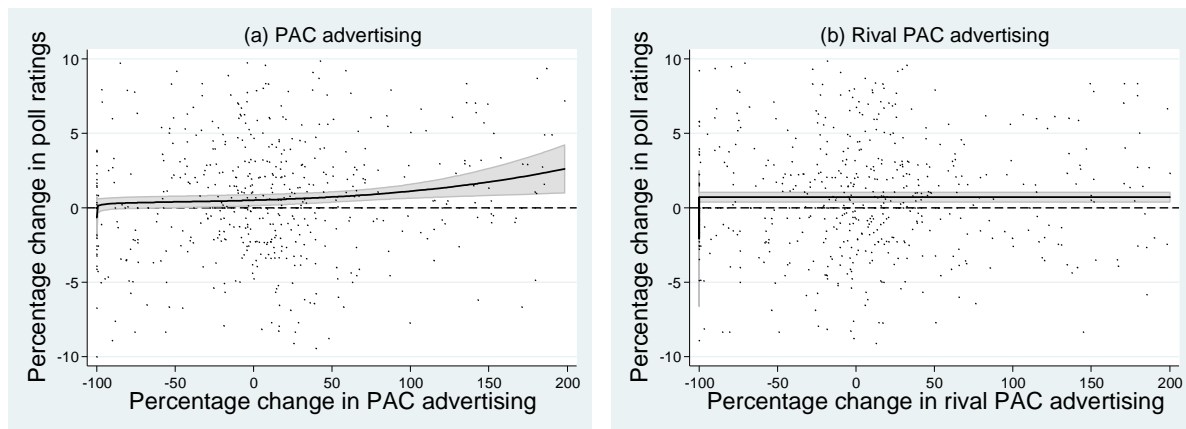 (a) PAC advertising
Percentage change in poll ratings
10
5
0
-5
-10
-100 -50 0 50 100 150 200
Percentage change in PAC advertising
(b) Rival PAC advertising
Percentage change in poll ratings
10
5
0
-5
-10
-100 -50 0 50 100 150 200
Percentage change in rival PAC advertising